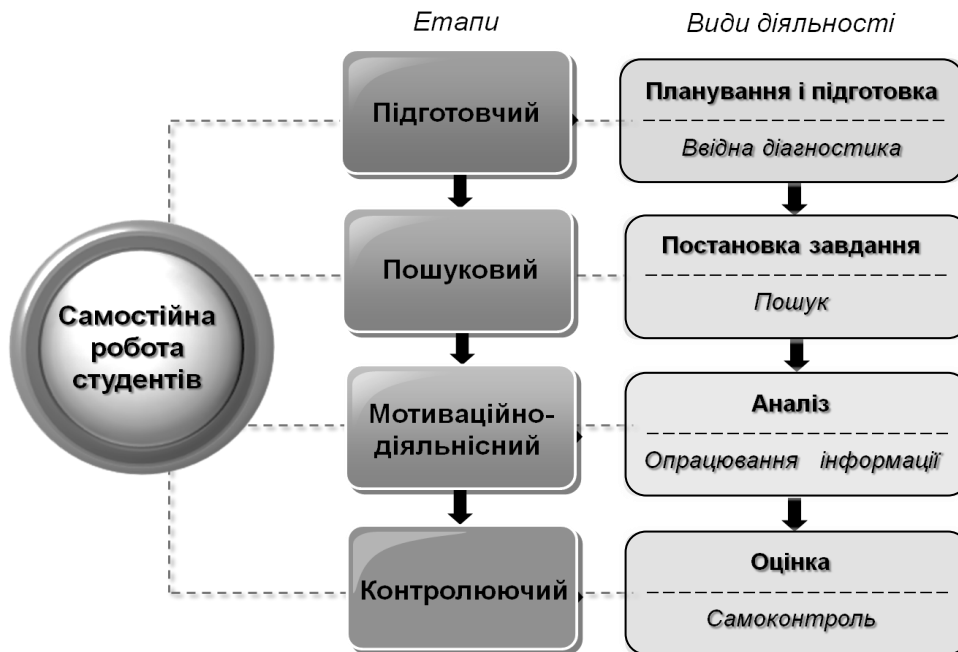 Етапи
Види діяльності
Самостійна
робота
студентів
Підготовчий
Планування і підготовка
Ввідна діагностика
Пошуковий
Постановка завдання
Пошук
Мотиваційно-
діяльнісний
Аналіз
Опрацювання інформації
Контролюючий
Оцінка
Самоконтроль